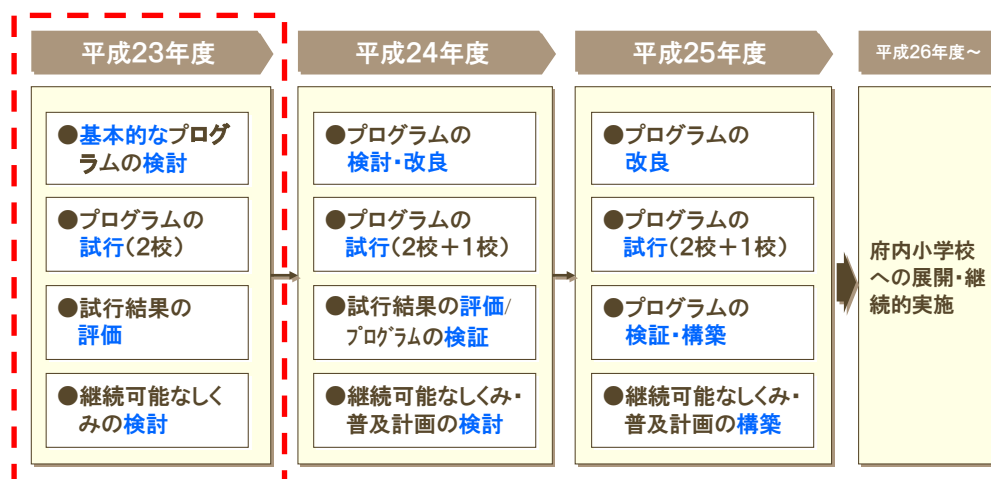 平成23年度
●基本的なプログ
ラムの検討
●プログラムの
試行(2校)
●試行結果の
評価
●継続可能なしく
みの検討
平成24年度
●プログラムの
検討・改良
●プログラムの
試行(2校+1校)
●試行結果の評価/
プログラムの検証
●継続可能なしくみ・
普及計画の検討
平成25年度
●プログラムの
改良
●プログラムの
試行(2校+1校)
●プログラムの
検証・構築
●継続可能なしくみ・
普及計画の構築
平成26年度~
府内小学校
への展開・継
続的実施